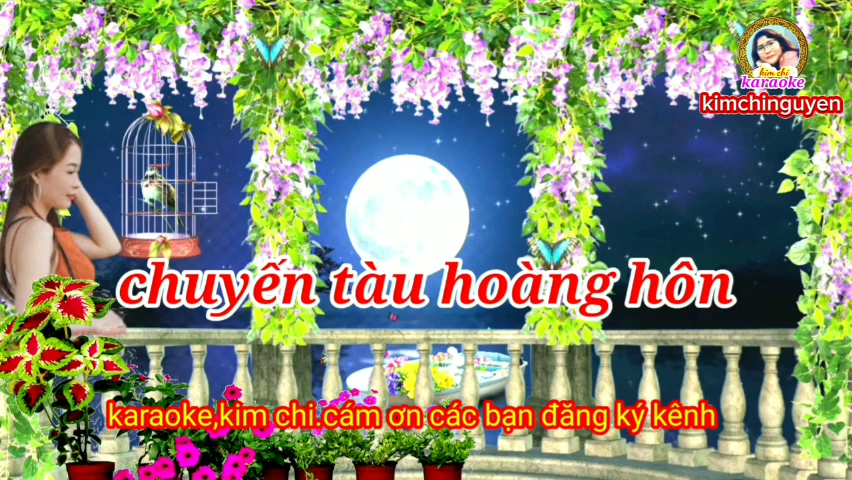 kim chi
karaoke
kimchinguyen
chuyến tàu hoàng hôn
karaoke,kim chi.cám ơn các bạn đăng ký kênh